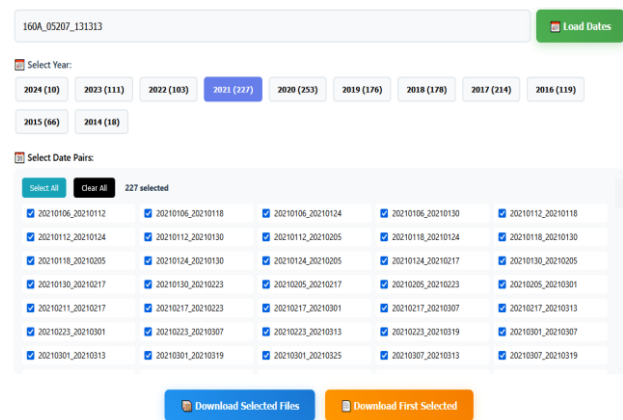 160A_05207_131313 Load Dates
Select Year:
2024 (10) 2023 (111) 2022 (103) 2021 (227) 2020 (253) 2019 (176) 2018 (178) 2017 (214) 2016 (119)
2015 (66) 2014 (18)
Select Date Pairs:
Select All Clear All 227 selected
20210106_20210112 20210106_20210118 20210106_20210124 20210106_20210130 20210112_20210118
20210112_20210124 20210112_20210130 20210112_20210205 20210118_20210124 20210118_20210130
20210118_20210205 20210124_20210130 20210124_20210205 20210124_20210217 20210130_20210205
20210130_20210217 20210130_20210223 20210205_20210217 20210205_20210223 20210205_20210301
20210211_20210217 20210217_20210223 20210217_20210301 20210217_20210307 20210217_20210313
20210223_20210301 20210223_20210307 20210223_20210313 20210223_20210319 20210301_20210307
20210301_20210313 20210301_20210319 20210301_20210325 20210307_20210313 20210307_20210319
Download Selected Files Download First Selected